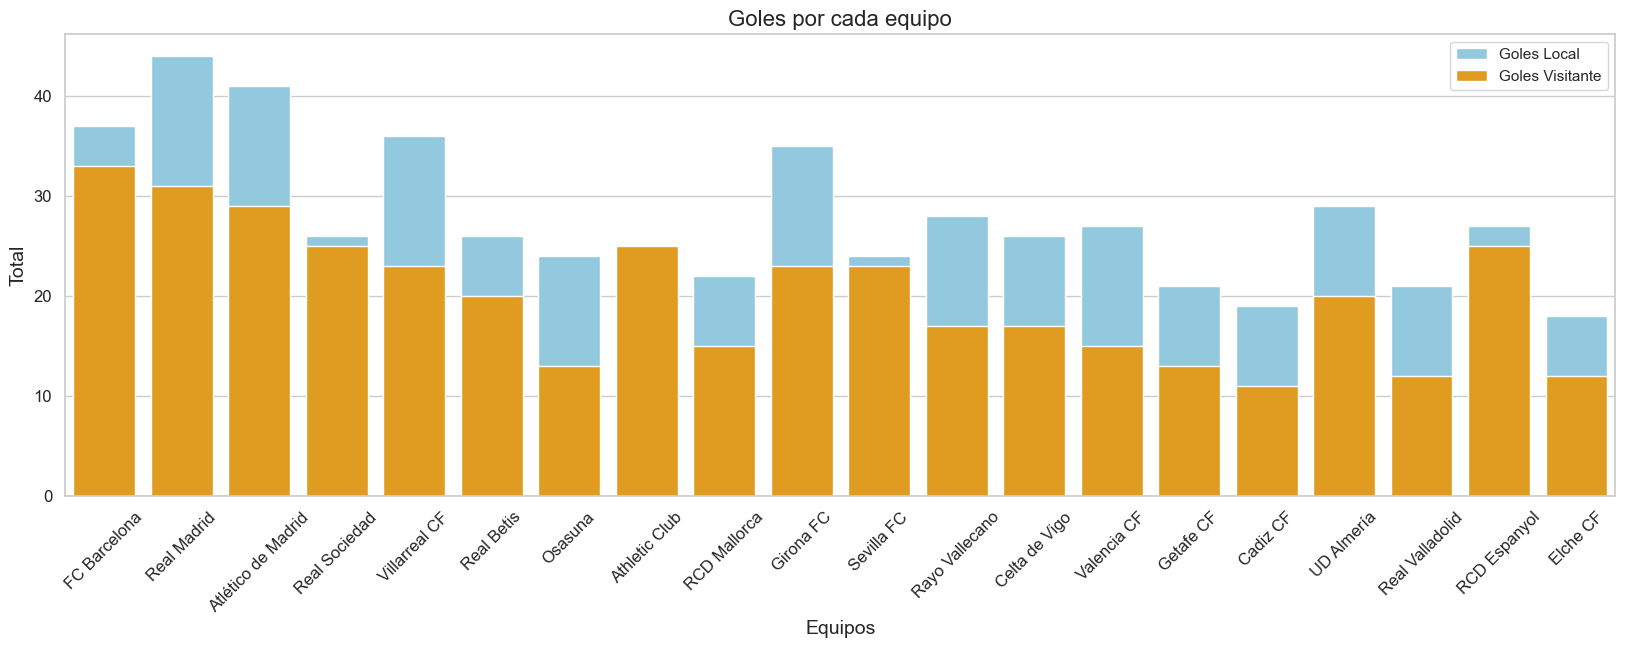 Goles por cada equipo
Goles Local
Goles Visitante
Total
40
30
20
10
0
FC Barcelona
Real Madrid
Atlético de Madrid
Real Sociedad
Villarreal CF
Real Betis
Osasuna
Athletic Club
RCD Mallorca
Girona FC
Sevilla FC
Rayo Vallecano
Celta de Vigo
Valencia CF
Getafe CF
Cadiz CF
UD Almería
Real Valladolid
RCD Espanyol
Elche CF
Equipos